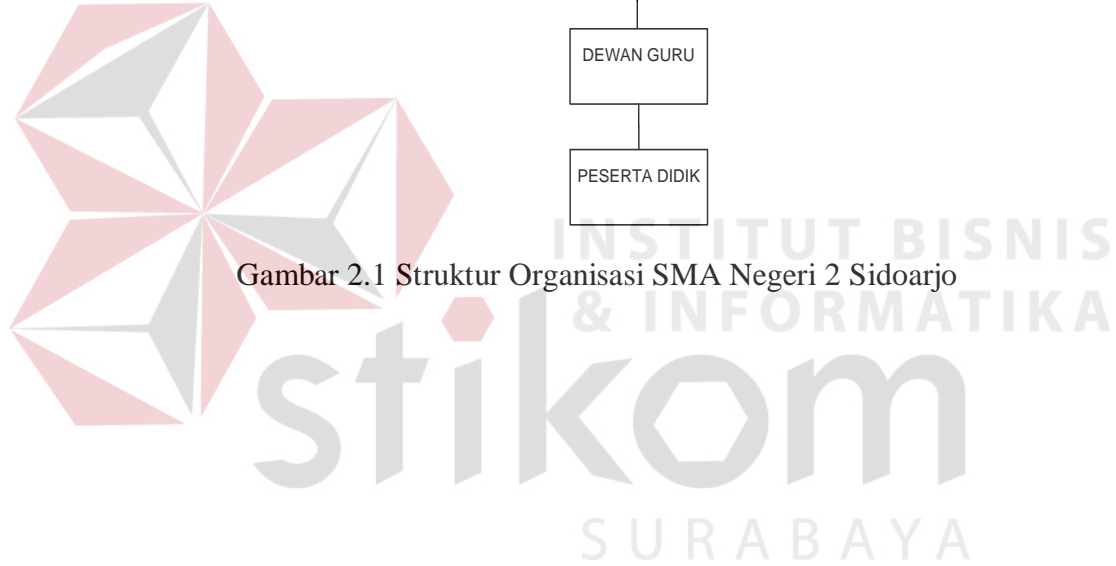 DEWAN GURU
PESERTA DIDIK
INSTITUT BISNIS
Gambar 2.1 Struktur Organisasi SMA Negeri 2 Sidoarjo
& INFORMATIKA
stikom
SURABAYA